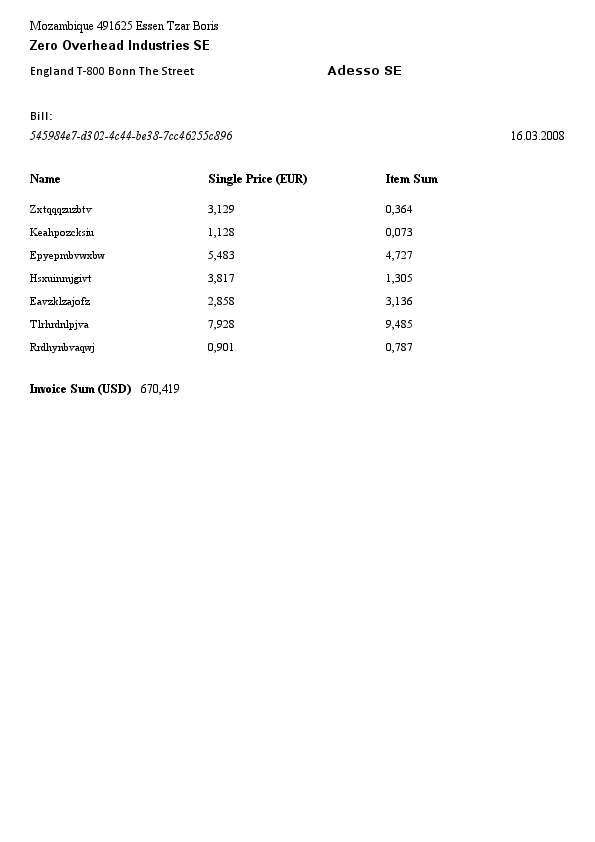 Mozambique 491625 Essen Tzar Boris
Zero Overhead Industries SE
England T-800 Bonn The Street Adesso SE
Bill:
545984e7-d302-4c44-be38-7cc46255c896 16.03.2008
Name Single Price (EUR) Item Sum
Zxtqqqzuzbtv 3,129 0,364
Keahpozcksiu 1,128 0,073
Epyepmbvwxbw 5,483 4,727
Hsxuinmjgivt 3,817 1,305
Eavzklzajofz 2,858 3,136
Tlrhrdnlpjva 7,928 9,485
Rrdhynbvaqwj 0,901 0,787
Invoice Sum (USD) 670,419